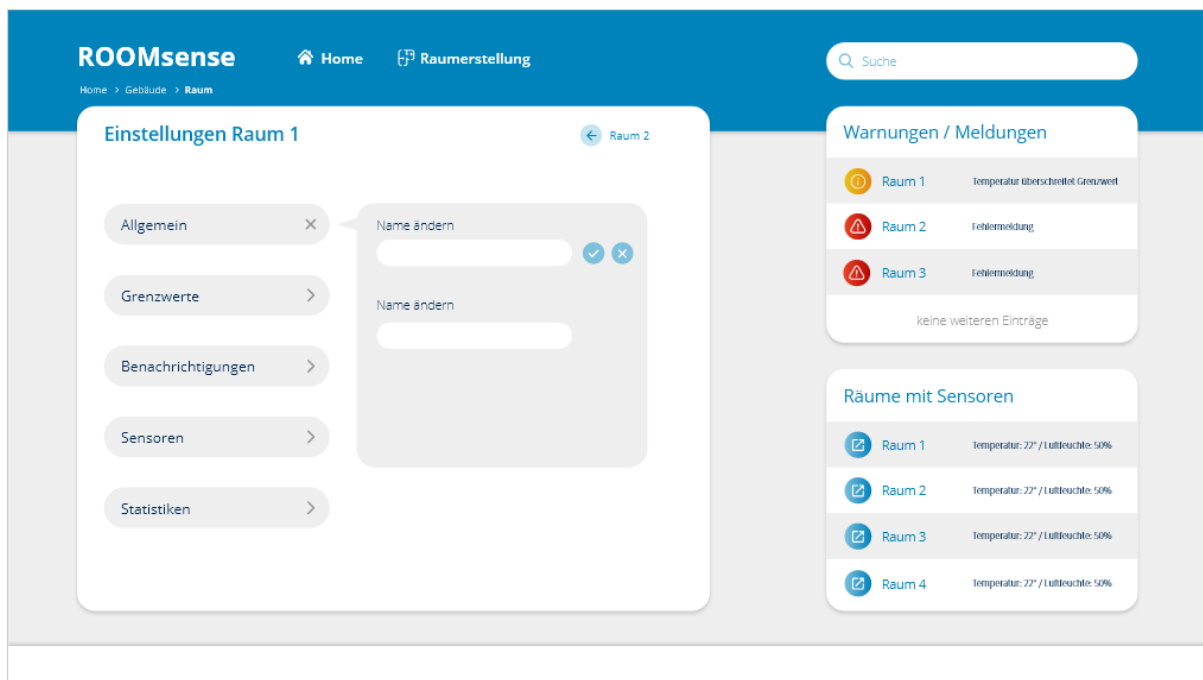 ROOMsense
Home
Raumerstellung
Suche
Home > Gebäude > Raum
Einstellungen Raum 1
Raum 2
Allgemein
Grenzwerte
Benachrichtigungen
Sensoren
Statistiken
Name ändern
Name ändern
Warnungen / Meldungen
Raum 1 Temperatur überschreitet Grenzwert
Raum 2 Fehlermeldung
Raum 3 Fehlermeldung
keine weiteren Einträge
Räume mit Sensoren
Raum 1 Temperatur: 22° / Luftfeuchte: 50%
Raum 2 Temperatur: 22° / Luftfeuchte: 50%
Raum 3 Temperatur: 22° / Luftfeuchte: 50%
Raum 4 Temperatur: 22° / Luftfeuchte: 50%